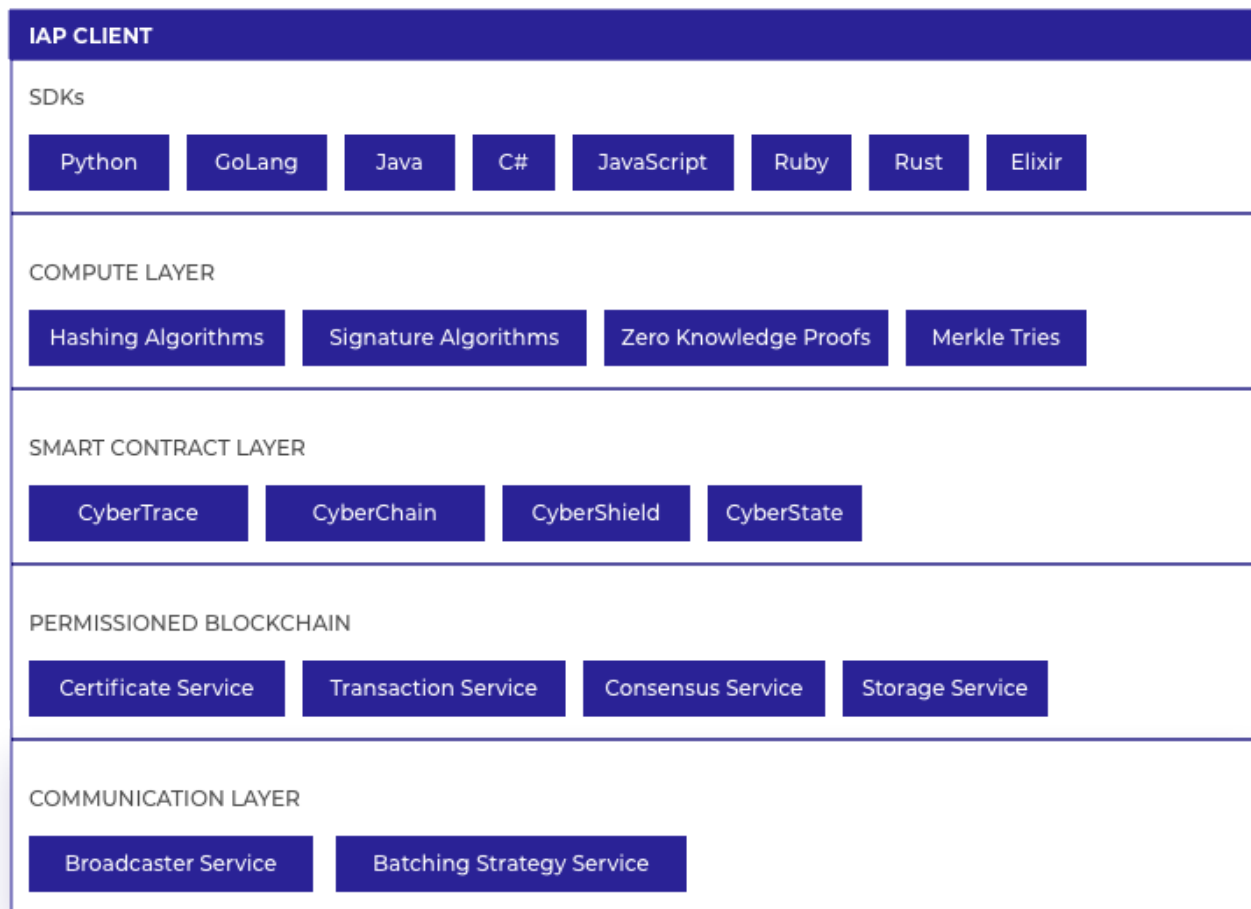 IAP CLIENT
SDKs
Python GoLang Java C# JavaScript Ruby Rust Elixir
COMPUTE LAYER
Hashing Algorithms Signature Algorithms Zero Knowledge Proofs Merkle Tries
SMART CONTRACT LAYER
CyberTrace CyberChain CyberShield CyberState
PERMISSIONED BLOCKCHAIN
Certificate Service Transaction Service Consensus Service Storage Service
COMMUNICATION LAYER
Broadcaster Service Batching Strategy Service